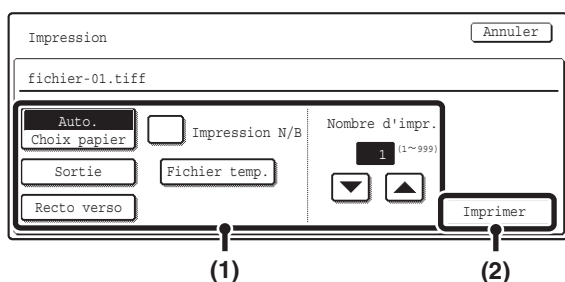 Impression
Annuler
fichier-01.tiff
Auto.
Choix papier
Impression N/B
Sortie
Fichier temp.
Recto verso
Nombre d'impr.
1 (1~999)
Imprimer
(1)
(2)